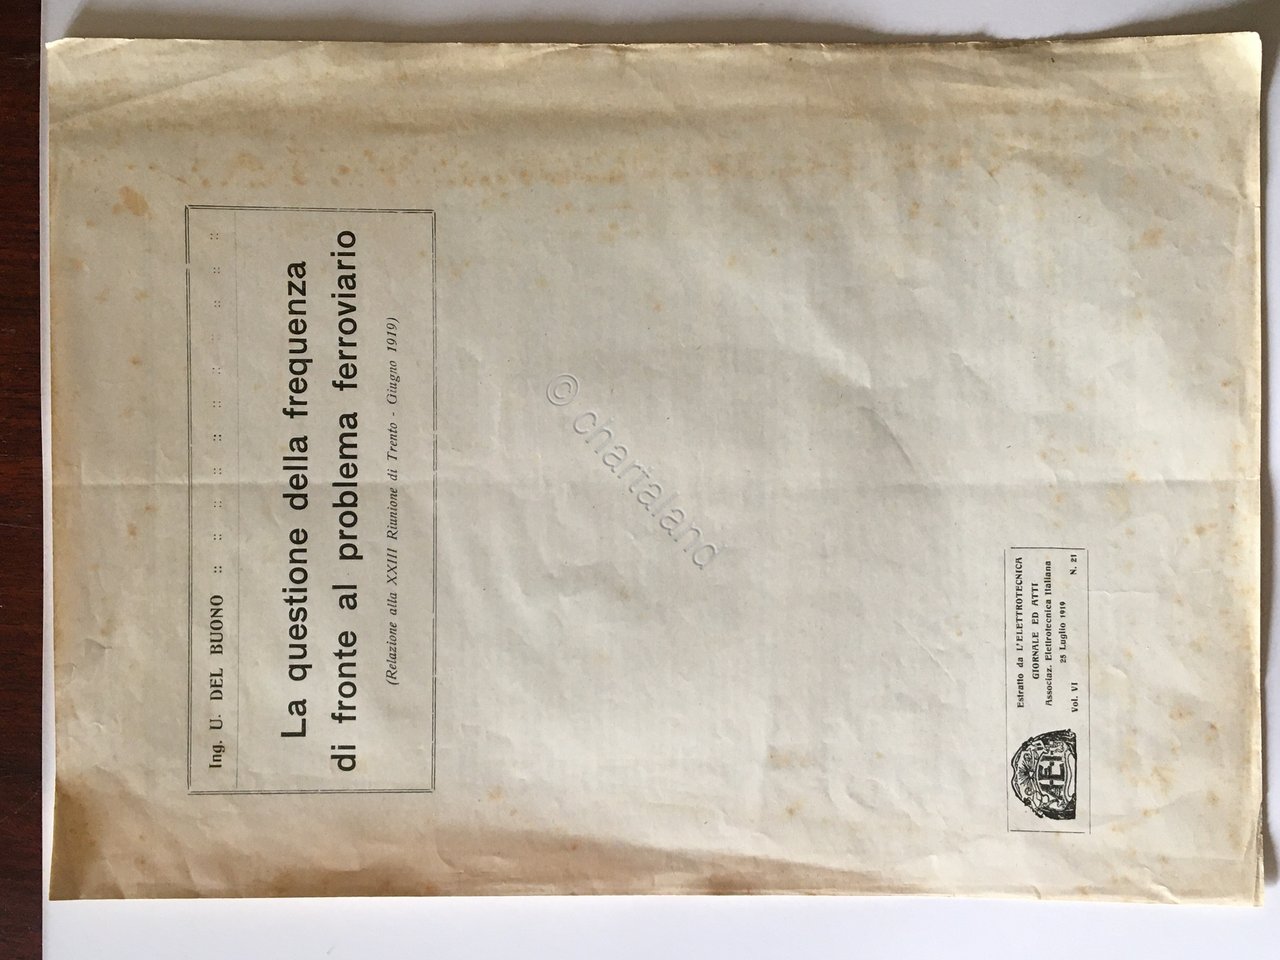 Ing. U. DEL BUONO :: :: :: :: :: :: :: :: :: ::
La questione della frequenza
di fronte al problema ferroviario
(Relazione alla XXIII Riunione di Trento - Giugno 1919)
© chartaland
A·E·I·
Estratto da L'ELETTROTECNICA
GIORNALE ED ATTI
Associaz. Elettrotecnica Italiana
25 Luglio 1919
Vol. VI N. 21